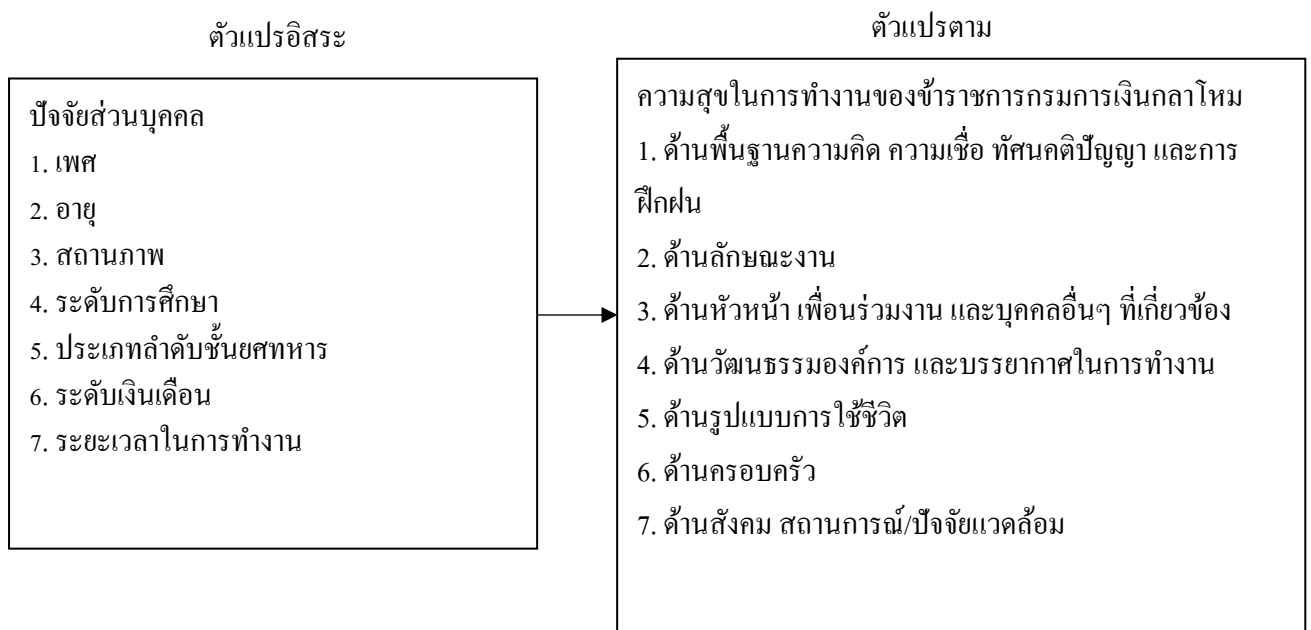 ตัวแปรอิสระ
ปัจจัยส่วนบุคคล
1. เพศ
2. อายุ
3. สถานภาพ
4. ระดับการศึกษา
5. ประเภทลำดับชั้นยศทหาร
6. ระดับเงินเดือน
7. ระยะเวลาในการทำงาน
ตัวแปรตาม
ความสุขในการทำงานของข้าราชการกรมการเงินกลาโหม
1. ด้านพื้นฐานความคิด ความเชื่อ ทัศนคติปัญญา และการ
ฝึกฝน
2. ด้านลักษณะงาน
3. ด้านหัวหน้า เพื่อนร่วมงาน และบุคคลอื่นๆ ที่เกี่ยวข้อง
4. ด้านวัฒนธรรมองค์การ และบรรยากาศในการทำงาน
5. ด้านรูปแบบการใช้ชีวิต
6. ด้านครอบครัว
7. ด้านสังคม สถานการณ์/ปัจจัยแวดล้อม